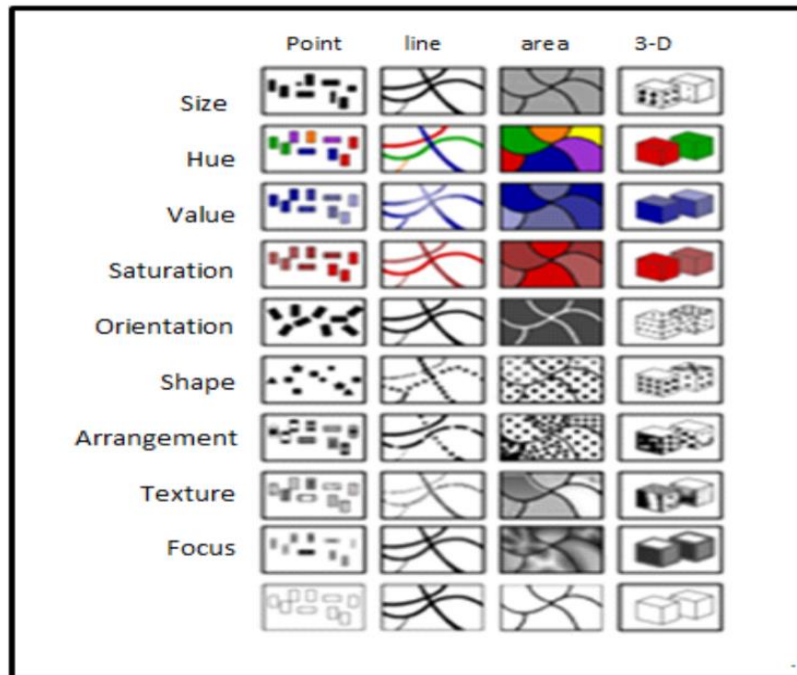 Point line area 3-D
Size
Hue
Value
Saturation
Orientation
Shape
Arrangement
Texture
Focus